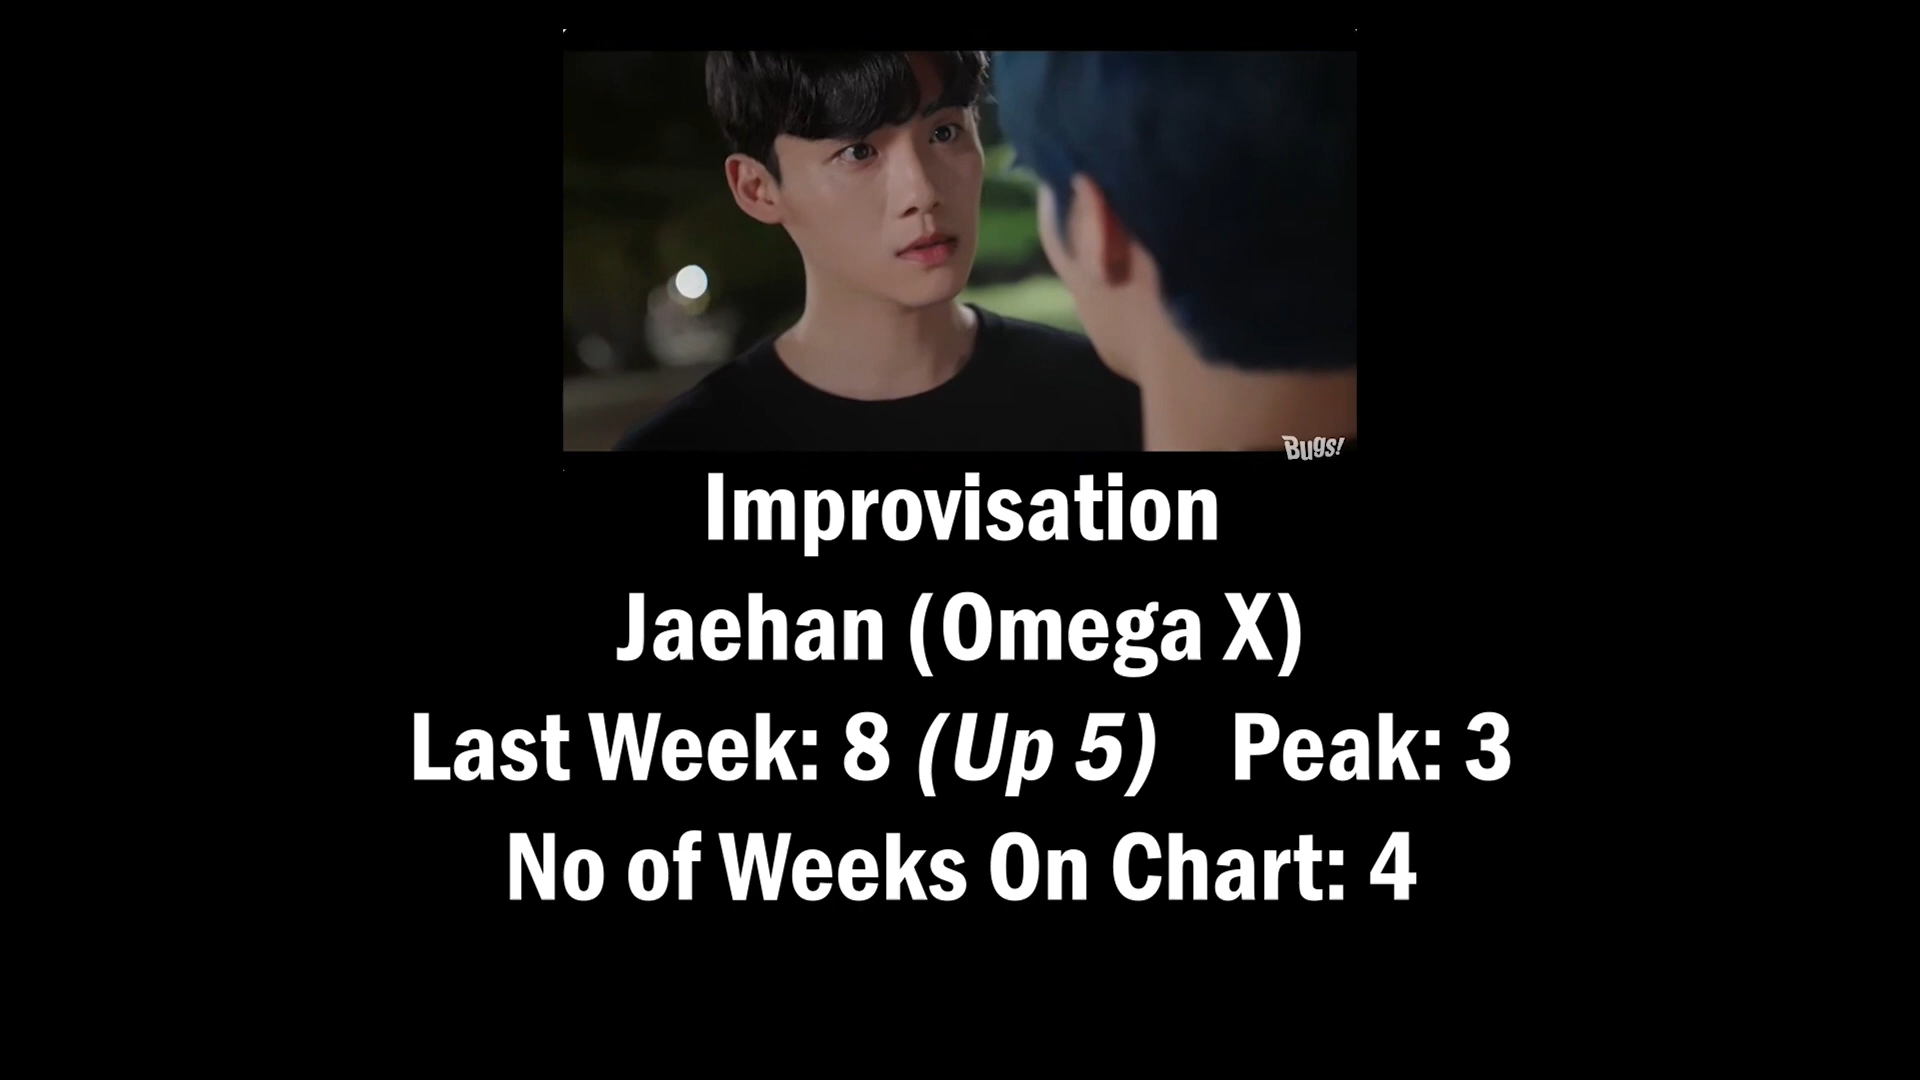 Bugs!
Improvisation
Jaehan (Omega X)
Last Week: 8 (Up 5) Peak: 3
No of Weeks On Chart: 4